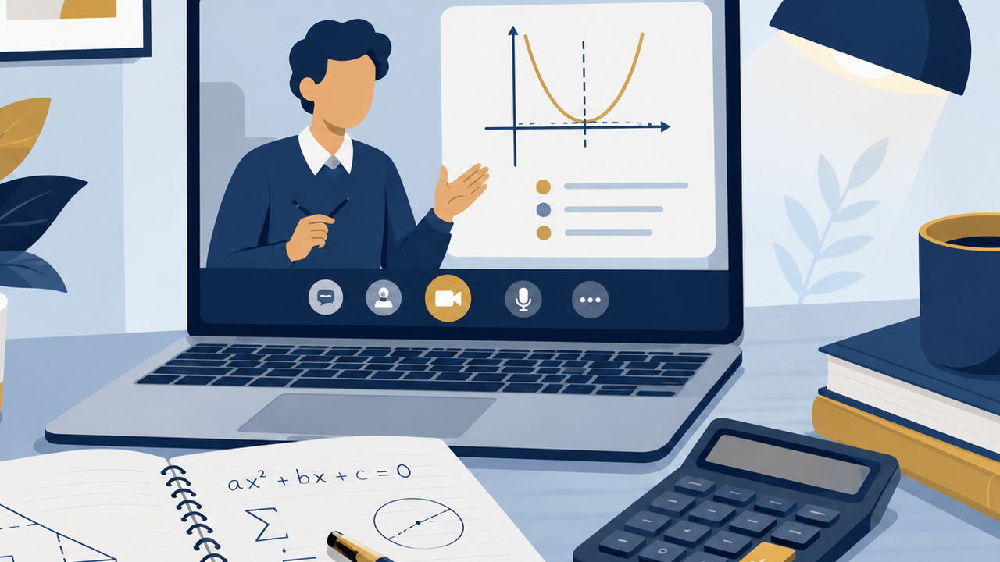 ax² + bx + c = 0
Σ